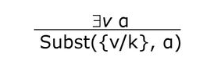 ∃v ɑ
Subst({v/k}, ɑ)